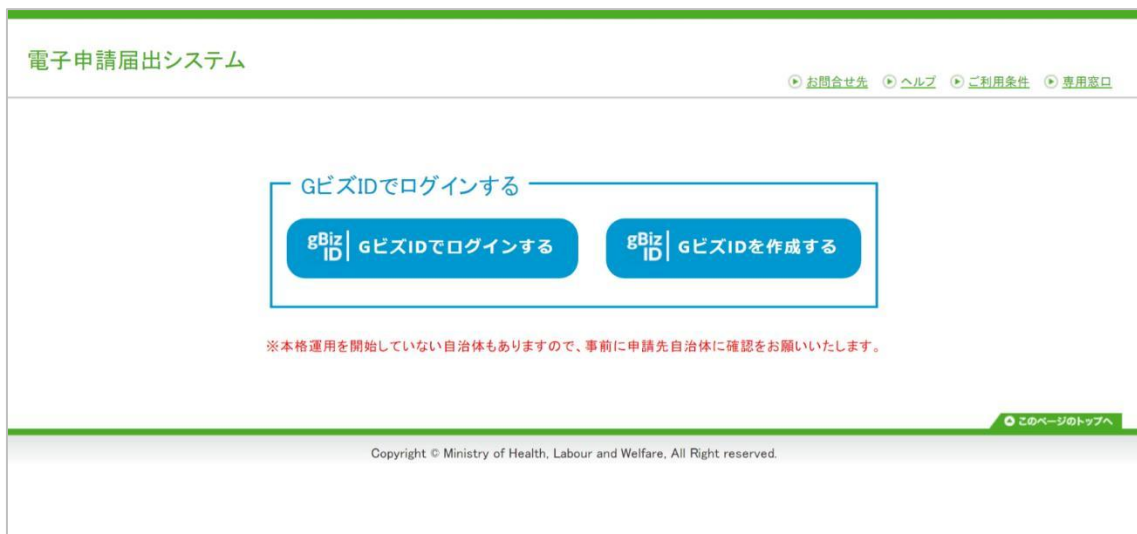 電子申請届出システム
お問合せ先 ヘルプ ご利用条件 専用窓口
GビズIDでログインする
gBiz ID GビズIDでログインする
gBiz ID GビズIDを作成する
※本格運用を開始していない自治体もありますので、事前に申請先自治体に確認をお願いいたします。
このページのトップへ
Copyright © Ministry of Health, Labour and Welfare, All Right reserved.